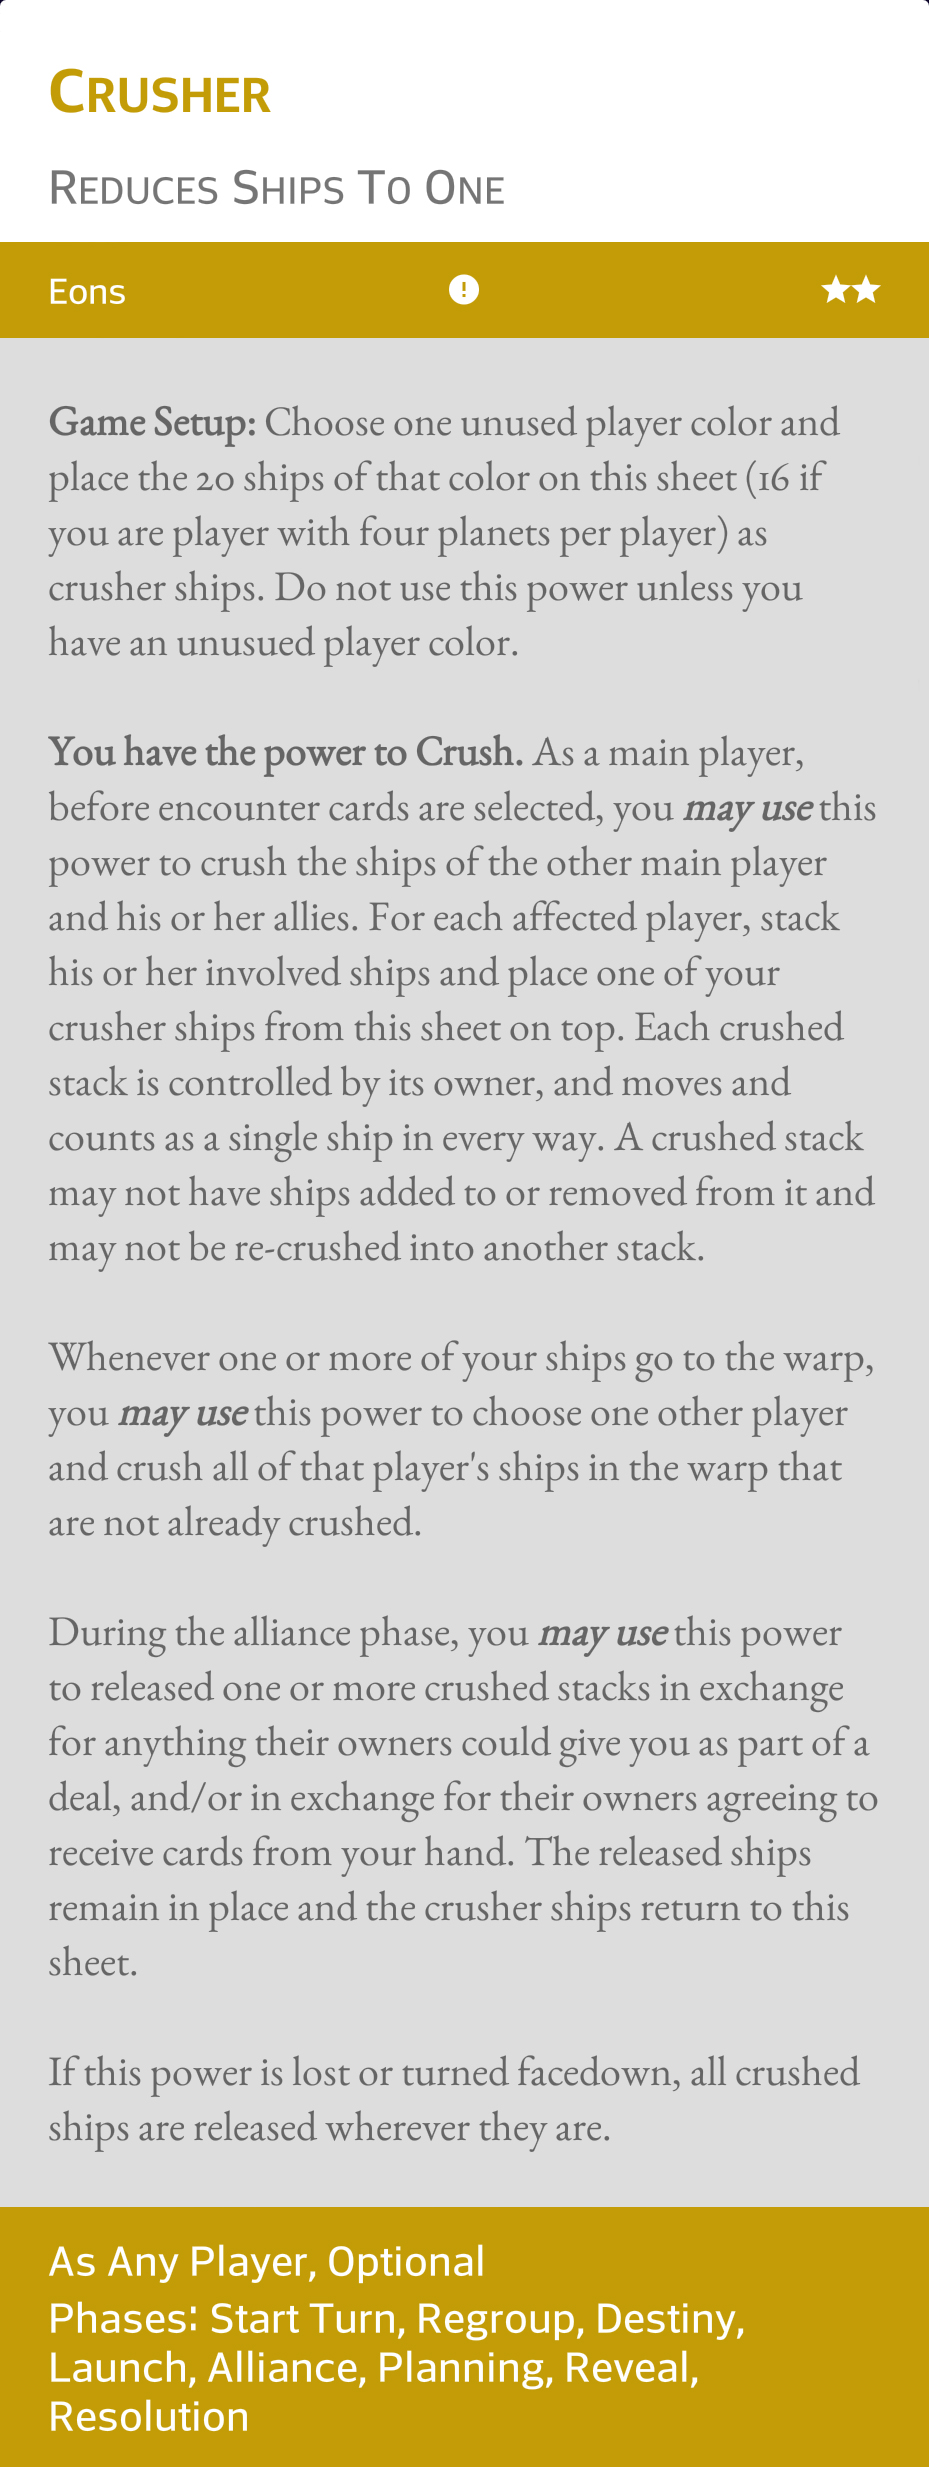 Crusher
Reduces Ships To One
Eons
Game Setup: Choose one unused player color and
place the 20 ships of that color on this sheet (16 if
you are player with four planets per player) as
crusher ships. Do not use this power unless you
have an unusued player color.
You have the power to Crush. As a main player,
before encounter cards are selected, you may use this
power to crush the ships of the other main player
and his or her allies. For each affected player, stack
his or her involved ships and place one of your
crusher ships from this sheet on top. Each crushed
stack is controlled by its owner, and moves and
counts as a single ship in every way. A crushed stack
may not have ships added to or removed from it and
may not be re-crushed into another stack.
Whenever one or more of your ships go to the warp,
you may use this power to choose one other player
and crush all of that player's ships in the warp that
are not already crushed.
During the alliance phase, you may use this power
to released one or more crushed stacks in exchange
for anything their owners could give you as part of a
deal, and/or in exchange for their owners agreeing to
receive cards from your hand. The released ships
remain in place and the crusher ships return to this
sheet.
If this power is lost or turned facedown, all crushed
ships are released wherever they are.
As Any Player, Optional
Phases: Start Turn, Regroup, Destiny,
Launch, Alliance, Planning, Reveal,
Resolution